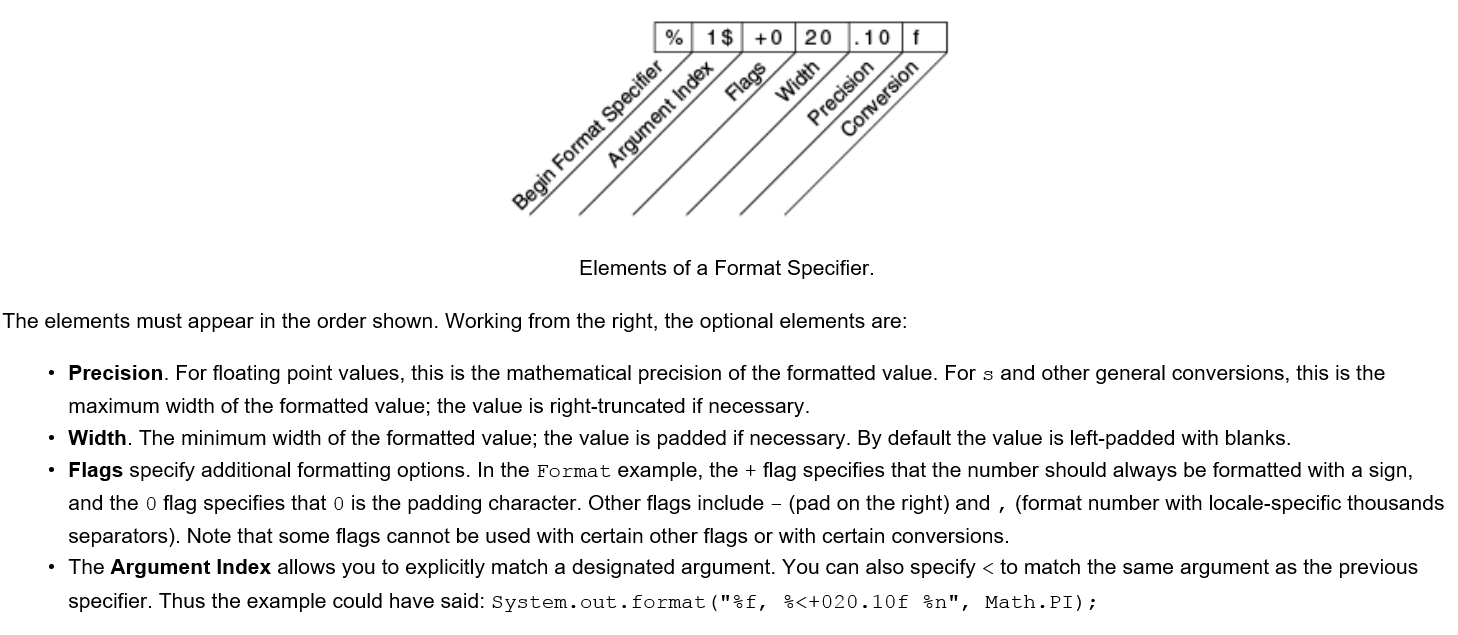 % 1$ +0 20 .10 f
Begin Format Specifier
Argument Index
Flags
Width
Precision
Conversion
Elements of a Format Specifier.
The elements must appear in the order shown. Working from the right, the optional elements are:
• Precision. For floating point values, this is the mathematical precision of the formatted value. For s and other general conversions, this is the
maximum width of the formatted value; the value is right-truncated if necessary.
• Width. The minimum width of the formatted value; the value is padded if necessary. By default the value is left-padded with blanks.
• Flags specify additional formatting options. In the Format example, the + flag specifies that the number should always be formatted with a sign,
and the 0 flag specifies that 0 is the padding character. Other flags include - (pad on the right) and , (format number with locale-specific thousands
separators). Note that some flags cannot be used with certain other flags or with certain conversions.
• The Argument Index allows you to explicitly match a designated argument. You can also specify < to match the same argument as the previous
specifier. Thus the example could have said: System.out.format("%f, %<+020.10f %n", Math.PI);